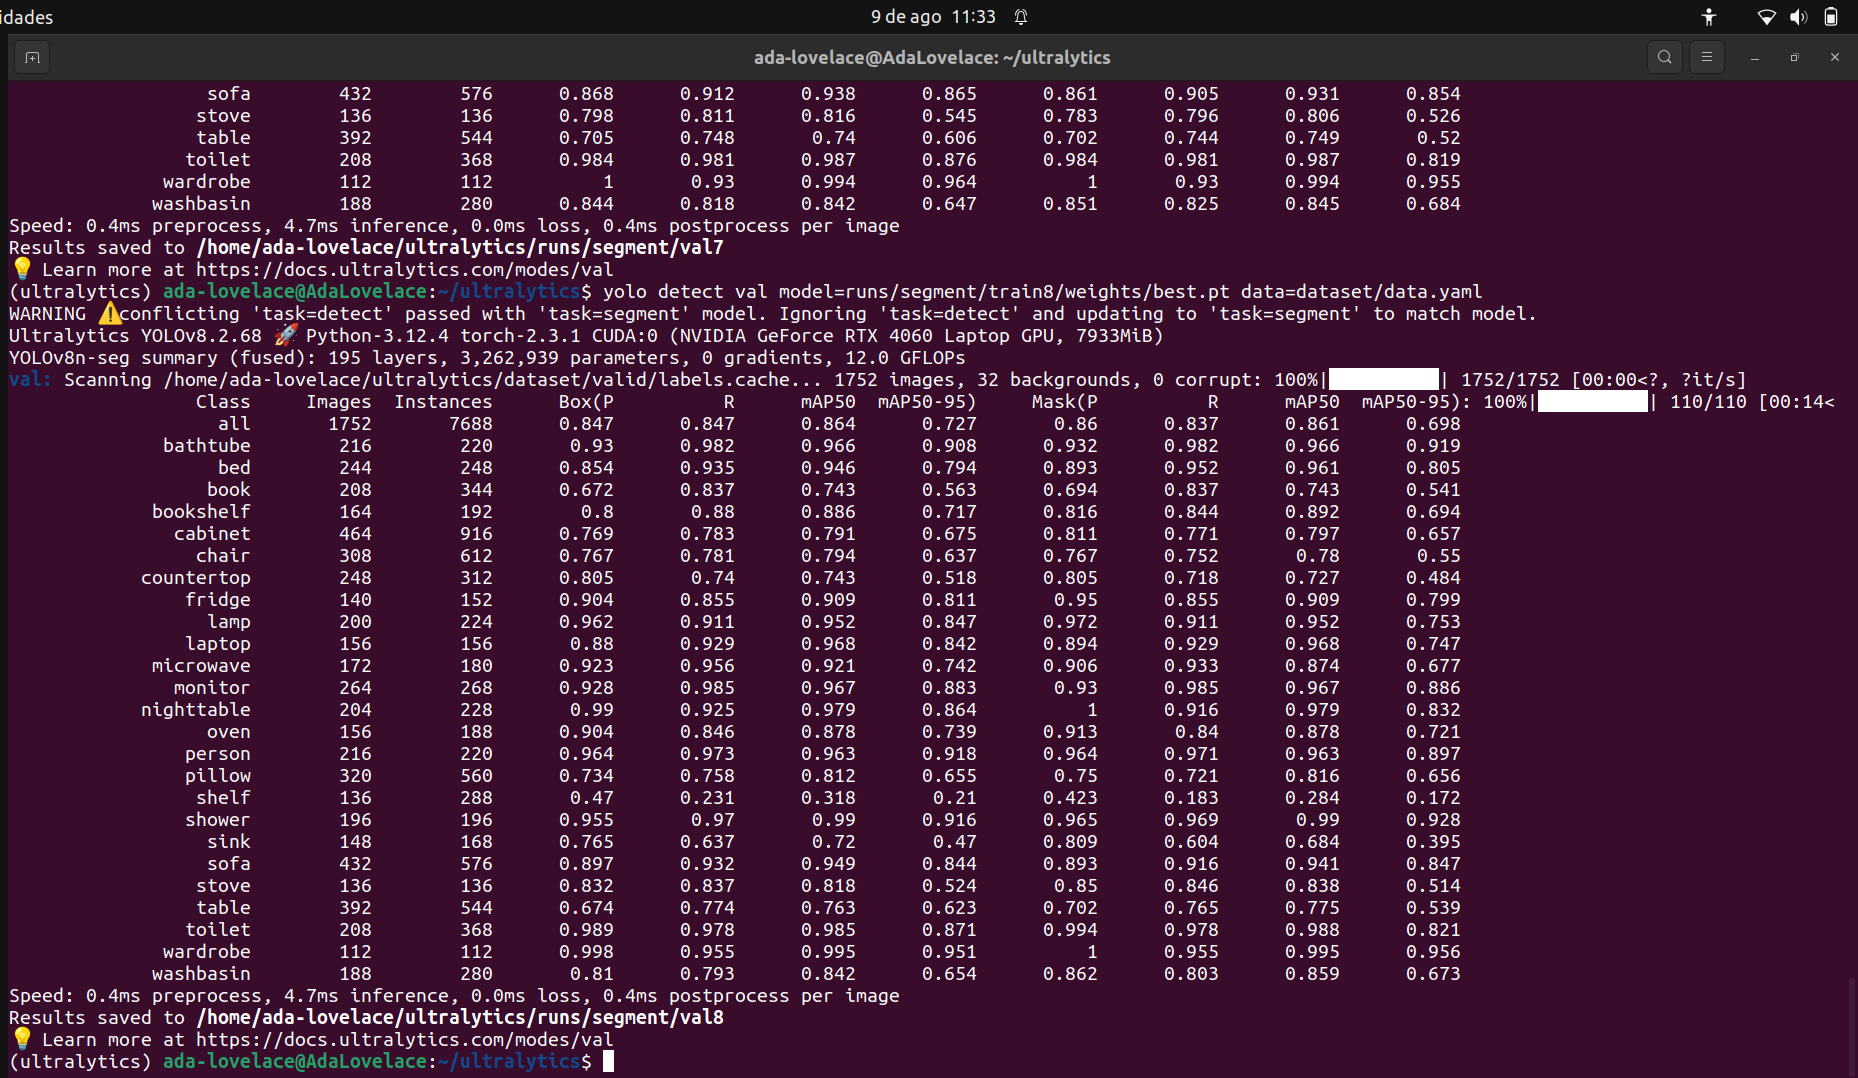 idades
9 de ago 11:33
ada-lovelace@AdaLovelace: ~/ultralytics
sofa 432 576 0.868 0.912 0.938 0.865 0.861 0.905 0.931 0.854
stove 136 136 0.798 0.811 0.816 0.545 0.783 0.796 0.806 0.526
table 392 544 0.705 0.748 0.74 0.606 0.702 0.744 0.749 0.52
toilet 208 368 0.984 0.981 0.987 0.876 0.984 0.981 0.987 0.819
wardrobe 112 112 1 0.93 0.994 0.964 1 0.93 0.994 0.955
washbasin 188 280 0.844 0.818 0.842 0.647 0.851 0.825 0.845 0.684
Speed: 0.4ms preprocess, 4.7ms inference, 0.0ms loss, 0.4ms postprocess per image
Results saved to /home/ada-lovelace/ultralytics/runs/segment/val7
💡 Learn more at https://docs.ultralytics.com/modes/val
(ultralytics) ada-lovelace@AdaLovelace:~/ultralytics$ yolo detect val model=runs/segment/train8/weights/best.pt data=dataset/data.yaml
WARNING ⚠️conflicting 'task=detect' passed with 'task=segment' model. Ignoring 'task=detect' and updating to 'task=segment' to match model.
Ultralytics YOLOv8.2.68 🚀 Python-3.12.4 torch-2.3.1 CUDA:0 (NVIDIA GeForce RTX 4060 Laptop GPU, 7933MiB)
YOLOv8n-seg summary (fused): 195 layers, 3,262,939 parameters, 0 gradients, 12.0 GFLOPs
val: Scanning /home/ada-lovelace/ultralytics/dataset/valid/labels.cache... 1752 images, 32 backgrounds, 0 corrupt: 100%|██████████| 1752/1752 [00:00<?, ?it/s]
Class Images Instances Box(P R mAP50 mAP50-95) Mask(P R mAP50 mAP50-95): 100%|██████████| 110/110 [00:14<
all 1752 7688 0.847 0.847 0.864 0.727 0.86 0.837 0.861 0.698
bathtube 216 220 0.93 0.982 0.966 0.908 0.932 0.982 0.966 0.919
bed 244 248 0.854 0.935 0.946 0.794 0.893 0.952 0.961 0.805
book 208 344 0.672 0.837 0.743 0.563 0.694 0.837 0.743 0.541
bookshelf 164 192 0.8 0.88 0.886 0.717 0.816 0.844 0.892 0.694
cabinet 464 916 0.769 0.783 0.791 0.675 0.811 0.771 0.797 0.657
chair 308 612 0.767 0.781 0.794 0.637 0.767 0.752 0.78 0.55
countertop 248 312 0.805 0.74 0.743 0.518 0.805 0.718 0.727 0.484
fridge 140 152 0.904 0.855 0.909 0.811 0.95 0.855 0.909 0.799
lamp 200 224 0.962 0.911 0.952 0.847 0.972 0.911 0.952 0.753
laptop 156 156 0.88 0.929 0.968 0.842 0.894 0.929 0.968 0.747
microwave 172 180 0.923 0.956 0.921 0.742 0.906 0.933 0.874 0.677
monitor 264 268 0.928 0.985 0.967 0.883 0.93 0.985 0.967 0.886
nighttable 204 228 0.99 0.925 0.979 0.864 1 0.916 0.979 0.832
oven 156 188 0.904 0.846 0.878 0.739 0.913 0.84 0.878 0.721
person 216 220 0.964 0.973 0.963 0.918 0.964 0.971 0.963 0.897
pillow 320 560 0.734 0.758 0.812 0.655 0.75 0.721 0.816 0.656
shelf 136 288 0.47 0.231 0.318 0.21 0.423 0.183 0.284 0.172
shower 196 196 0.955 0.97 0.99 0.916 0.965 0.969 0.99 0.928
sink 148 168 0.765 0.637 0.72 0.47 0.809 0.604 0.684 0.395
sofa 432 576 0.897 0.932 0.949 0.844 0.893 0.916 0.941 0.847
stove 136 136 0.832 0.837 0.818 0.524 0.85 0.846 0.838 0.514
table 392 544 0.674 0.774 0.763 0.623 0.702 0.765 0.775 0.539
toilet 208 368 0.989 0.978 0.985 0.871 0.994 0.978 0.988 0.821
wardrobe 112 112 0.998 0.955 0.995 0.951 1 0.955 0.995 0.956
washbasin 188 280 0.81 0.793 0.842 0.654 0.862 0.803 0.859 0.673
Speed: 0.4ms preprocess, 4.7ms inference, 0.0ms loss, 0.4ms postprocess per image
Results saved to /home/ada-lovelace/ultralytics/runs/segment/val8
💡 Learn more at https://docs.ultralytics.com/modes/val
(ultralytics) ada-lovelace@AdaLovelace:~/ultralytics$